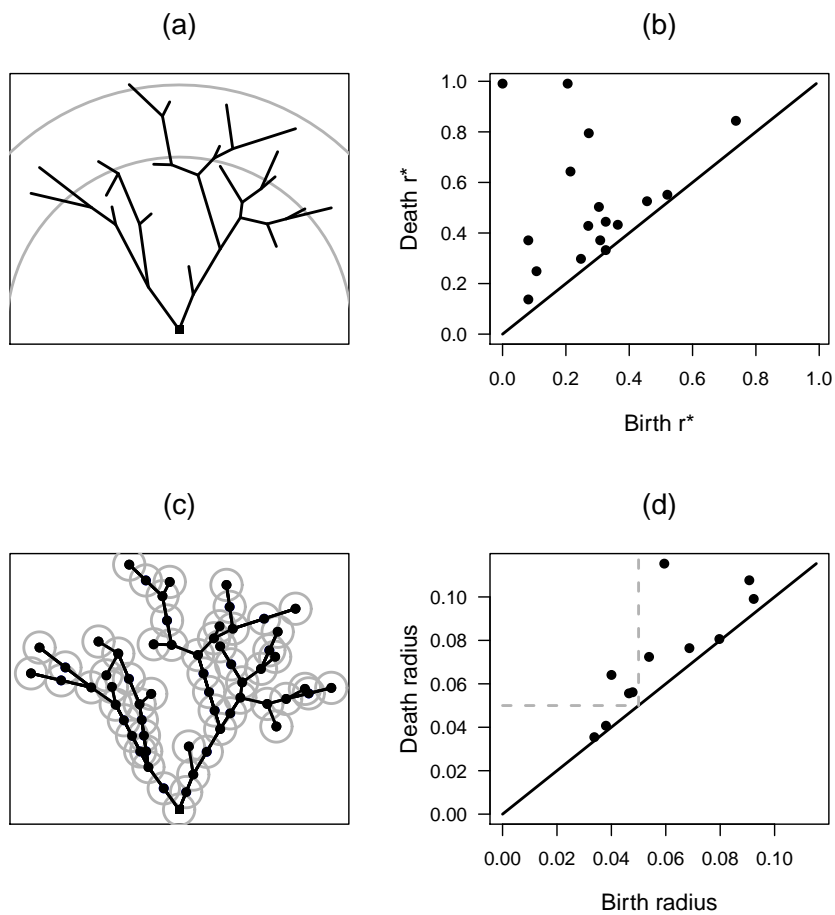 (a)
(b)
Death r*
1.0
0.8
0.6
0.4
0.2
0.0
0.0 0.2 0.4 0.6 0.8 1.0
Birth r*
(c)
(d)
Death radius
0.10
0.08
0.06
0.04
0.02
0.00
0.00 0.02 0.04 0.06 0.08 0.10
Birth radius